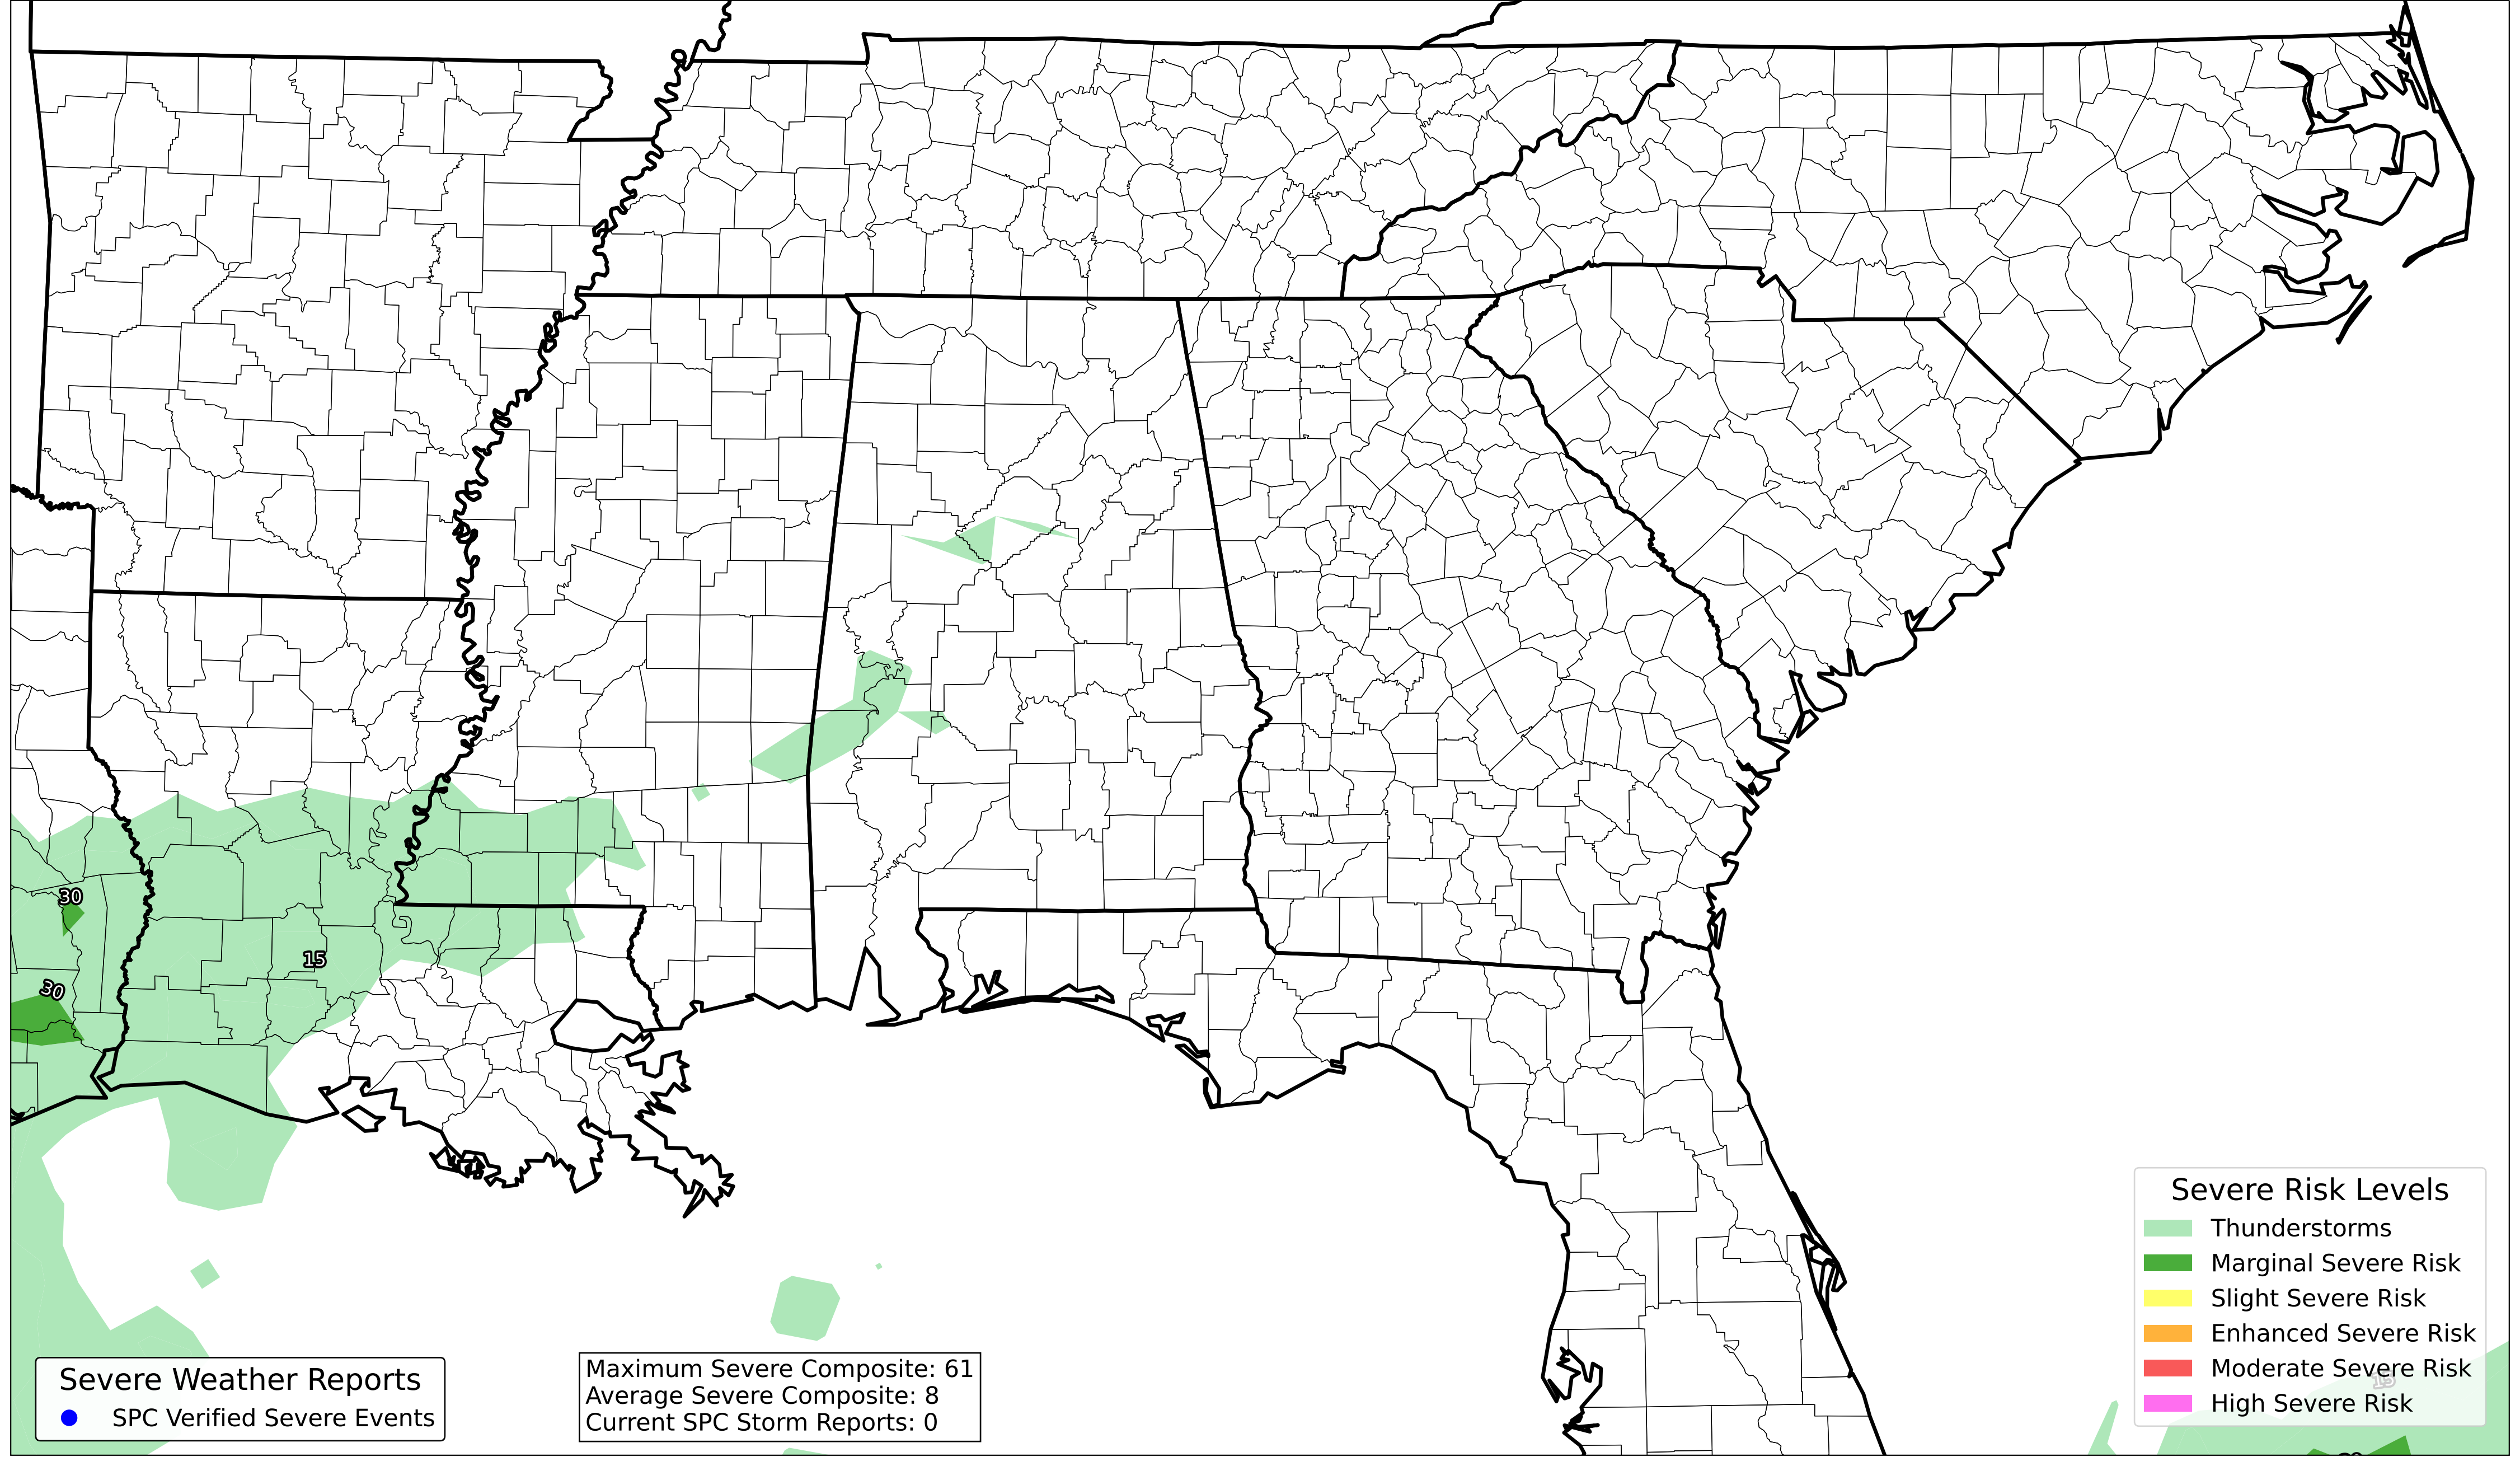 30
15
30
Severe Risk Levels
Thunderstorms
Marginal Severe Risk
Slight Severe Risk
Enhanced Severe Risk
Moderate Severe Risk
15
High Severe Risk
Severe Weather Reports
SPC Verified Severe Events
Maximum Severe Composite: 61
Average Severe Composite: 8
Current SPC Storm Reports: 0